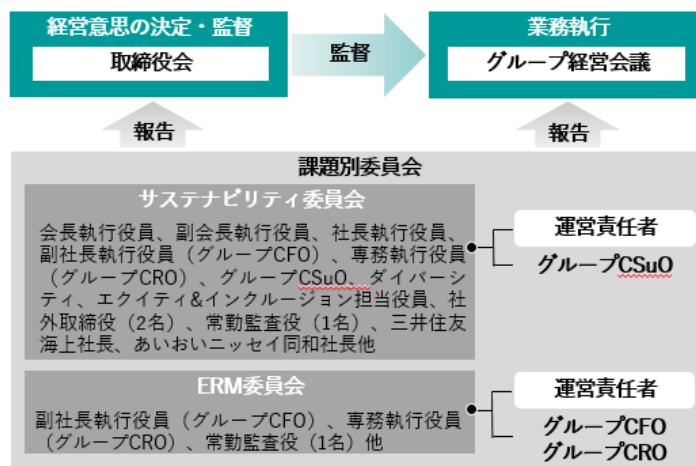 経営意思の決定・監督
取締役会
監督
業務執行
グループ経営会議
報告
報告
課題別委員会
サステナビリティ委員会
会長執行役員、副会長執行役員、社長執行役員、
副社長執行役員（グループCFO）、専務執行役員
（グループCRO）、グループCSuO、ダイバーシ
ティ、エクイティ&インクルージョン担当役員、社
外取締役（2名）、常勤監査役（1名）、三井住友
海上社長、あいおいニッセイ同和社長他
運営責任者
グループCSuO
ERM委員会
副社長執行役員（グループCFO）、専務執行役員
（グループCRO）、常勤監査役（1名）他
運営責任者
グループCFO
グループCRO